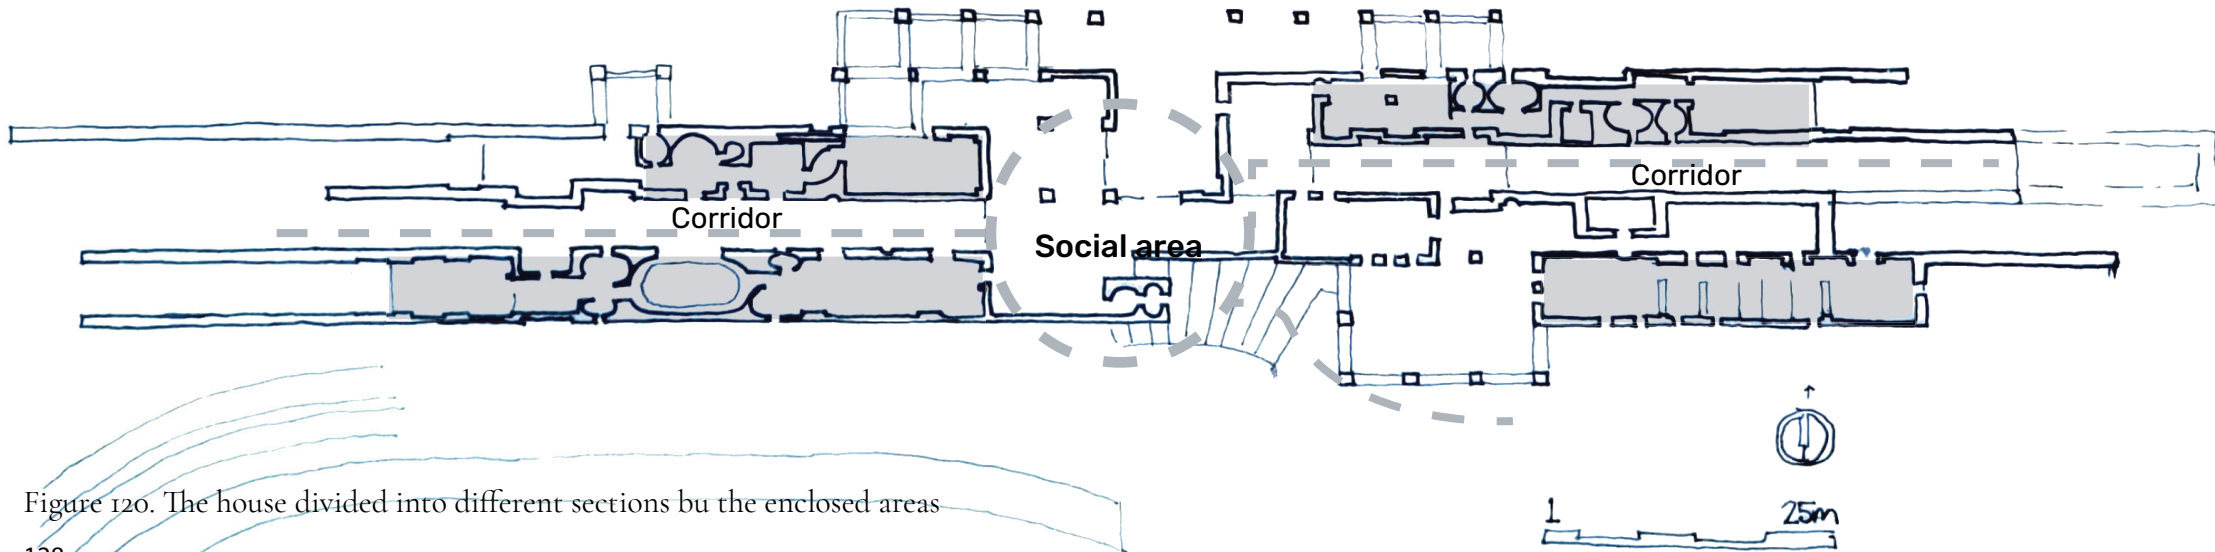 Corridor
Corridor
Social area
1 25m
Figure 120. The house divided into different sections bu the enclosed areas